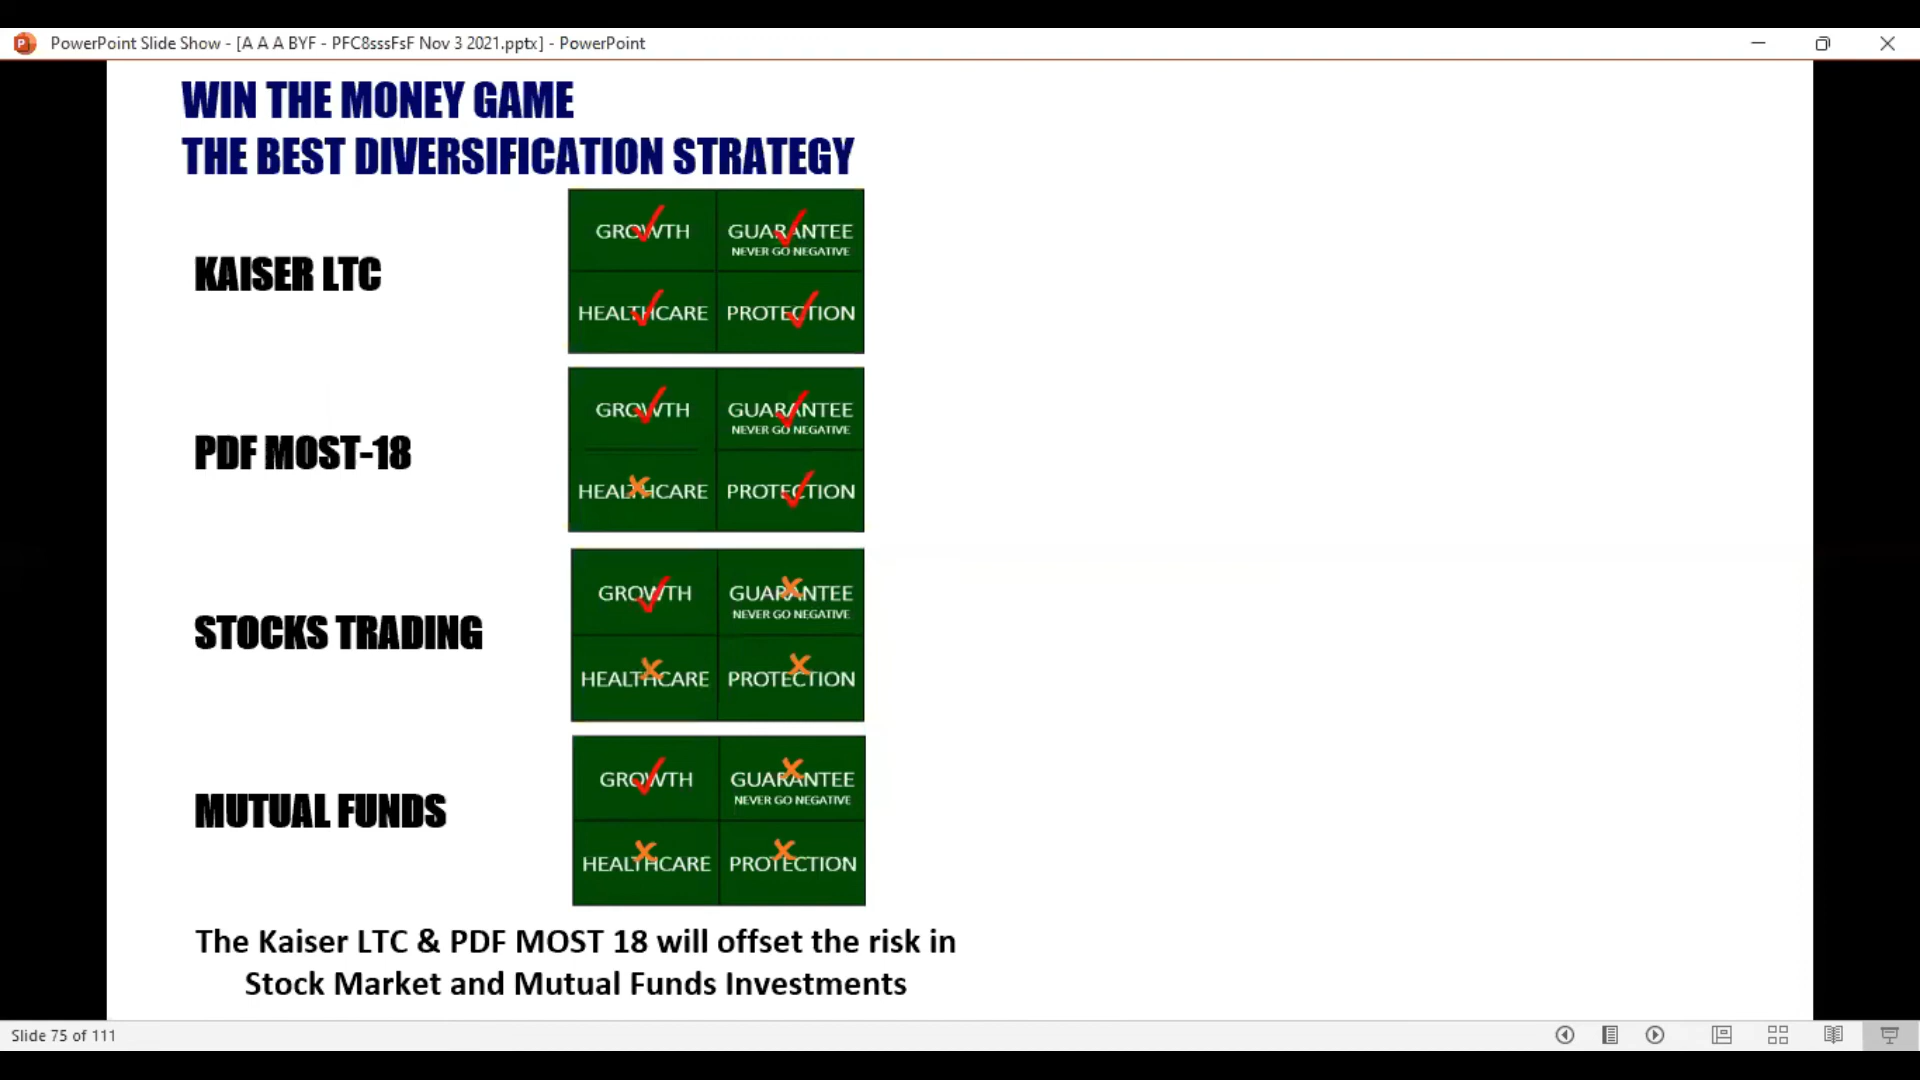 PowerPoint Slide Show - [A A A BYF - PFC8sssFsF Nov 3 2021.pptx] - PowerPoint
WIN THE MONEY GAME
THE BEST DIVERSIFICATION STRATEGY
KAISER LTC
GROWTH
GUARANTEE
NEVER GO NEGATIVE
HEALTHCARE
PROTECTION
PDF MOST-18
GROWTH
GUARANTEE
NEVER GO NEGATIVE
HEALTHCARE
PROTECTION
STOCKS TRADING
GROWTH
GUARANTEE
NEVER GO NEGATIVE
HEALTHCARE
PROTECTION
MUTUAL FUNDS
GROWTH
GUARANTEE
NEVER GO NEGATIVE
HEALTHCARE
PROTECTION
The Kaiser LTC & PDF MOST 18 will offset the risk in
Stock Market and Mutual Funds Investments
Slide 75 of 111